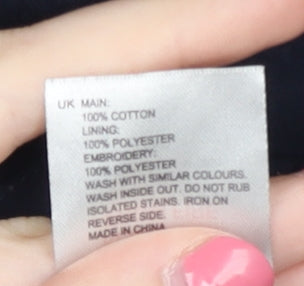 UK MAIN:
100% COTTON
LINING:
100% POLYESTER
EMBROIDERY:
100% POLYESTER
WASH WITH SIMILAR COLOURS.
WASH INSIDE OUT. DO NOT RUB
ISOLATED STAINS. IRON ON
REVERSE SIDE.
MADE IN CHINA